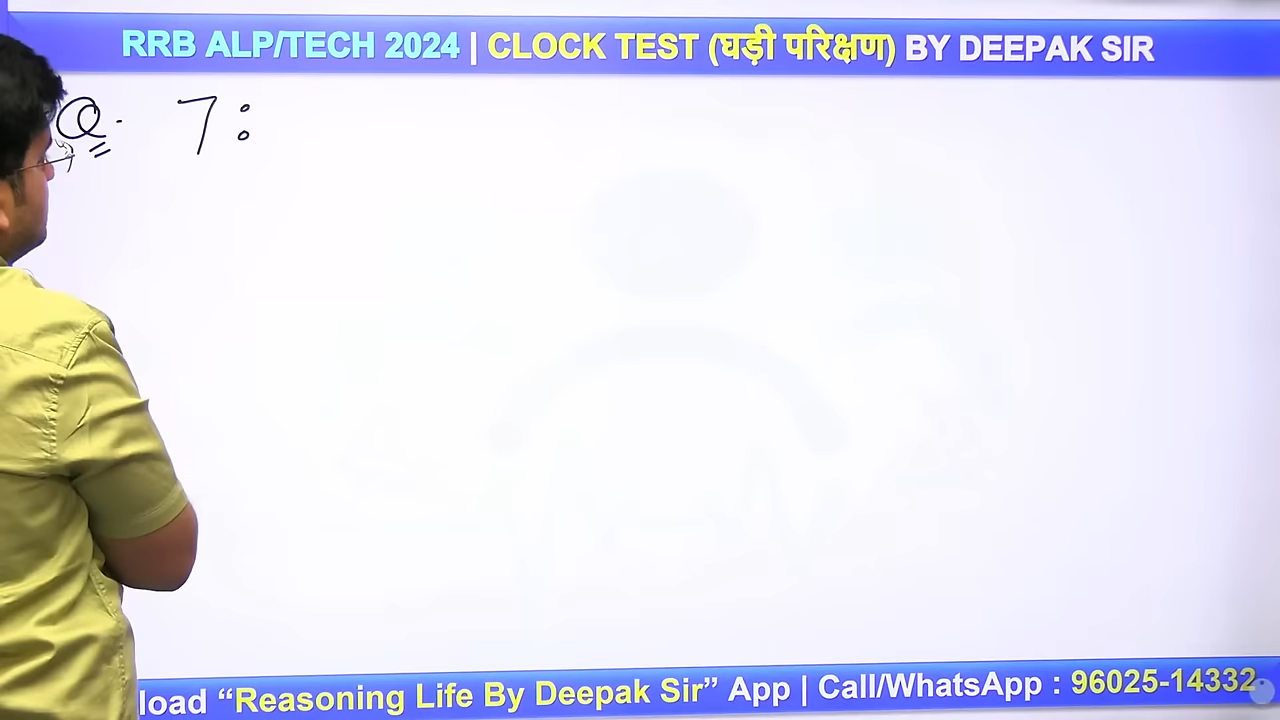 RRB ALP/TECH 2024 | CLOCK TEST (घड़ी परिक्षण) BY DEEPAK SIR
Q. 7:
load “Reasoning Life By Deepak Sir” App | Call/WhatsApp : 96025-14332